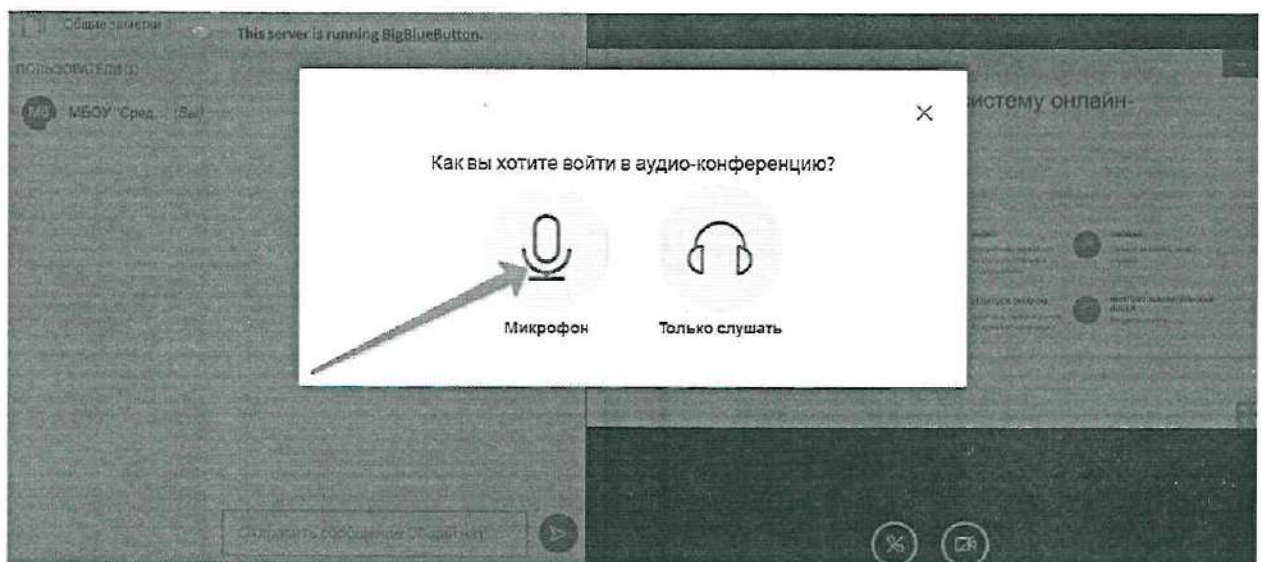 Общие заметки
This server is running BigBlueButton.
ПОЛЬЗОВАТЕЛИ (1)
МБОУ "Сред... (Вы)
истему онлайн-
Как вы хотите войти в аудио-конференцию?
Микрофон
Только слушать
Отправить сообщение Общий чат